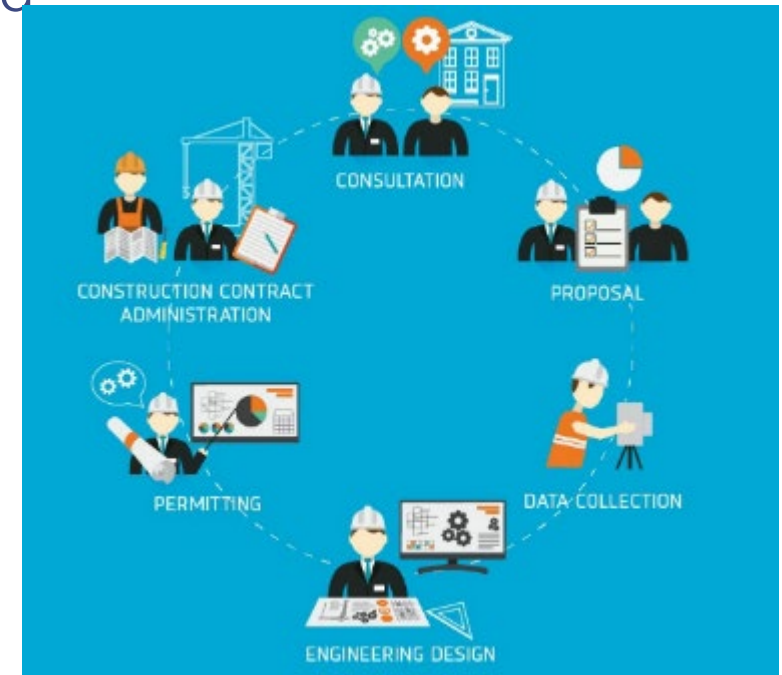 CONSULTATION
PROPOSAL
DATA COLLECTION
ENGINEERING DESIGN
PERMITTING
CONSTRUCTION CONTRACT
ADMINISTRATION